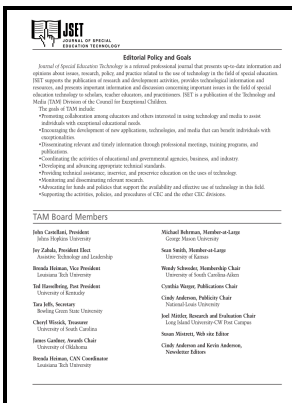 JSET
JOURNAL OF SPECIAL
EDUCATION TECHNOLOGY
Editorial Policy and Goals
Journal of Special Education Technology is a refereed professional journal that presents up-to-date information and
opinions about issues, research, policy, and practice related to the use of technology in the field of special education.
JSET supports the publication of research and development activities, provides technological information and
resources, and presents important information and discussion concerning important issues in the field of special
education technology to scholars, teacher educators, and practitioners. JSET is a publication of the Technology and
Media (TAM) Division of the Council for Exceptional Children.
The goals of TAM include:
•Promoting collaboration among educators and others interested in using technology and media to assist
individuals with exceptional educational needs.
•Encouraging the development of new applications, technologies, and media that can benefit individuals with
exceptionalities.
•Disseminating relevant and timely information through professional meetings, training programs, and
publications.
•Coordinating the activities of educational and governmental agencies, business, and industry.
•Developing and advancing appropriate technical standards.
•Providing technical assistance, inservice, and preservice education on the uses of technology.
•Monitoring and disseminating relevant research.
•Advocating for funds and policies that support the availability and effective use of technology in this field.
•Supporting the activities, policies, and procedures of CEC and the other CEC divisions.
TAM Board Members
John Castellani, President
Johns Hopkins University
Joy Zabala, President Elect
Assistive Technology and Leadership
Brenda Heiman, Vice President
Louisiana Tech University
Ted Hasselbring, Past President
University of Kentucky
Tara Jeffs, Secretary
Bowling Green State University
Cheryl Wissick, Treasurer
University of South Carolina
James Gardner, Awards Chair
University of Oklahoma
Brenda Heiman, CAN Coordinator
Louisiana Tech University
Michael Behrman, Member-at-Large
George Mason University
Sean Smith, Member-at-Large
University of Kansas
Wendy Schroeder, Membership Chair
University of South Carolina-Aiken
Cynthia Warger, Publications Chair
Cindy Anderson, Publicity Chair
National-Louis University
Joel Mittler, Research and Evaluation Chair
Long Island University-CW Post Campus
Susan Mistrett, Web site Editor
Cindy Anderson and Kevin Anderson,
Newsletter Editors